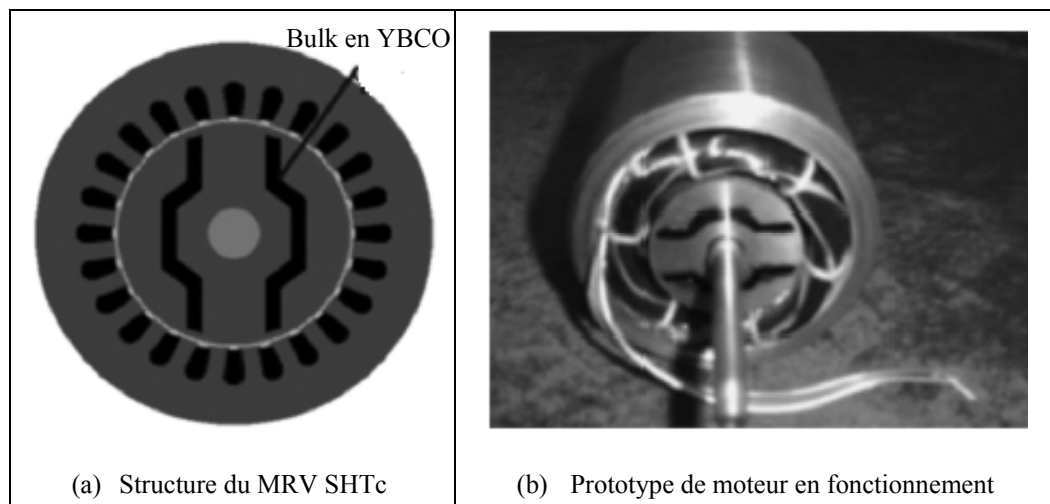 Bulk en YBCO
(a) Structure du MRV SHTc
(b) Prototype de moteur en fonctionnement